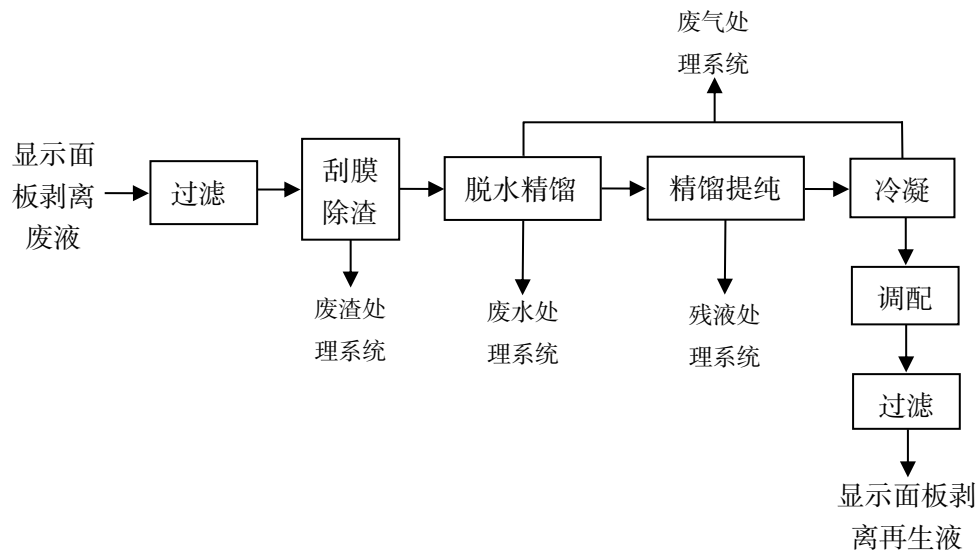 废气处
理系统
显示面
板剥离
废液
过滤
刮膜
除渣
脱水精馏
精馏提纯
冷凝
废渣处
理系统
废水处
理系统
残液处
理系统
调配
过滤
显示面板剥
离再生液